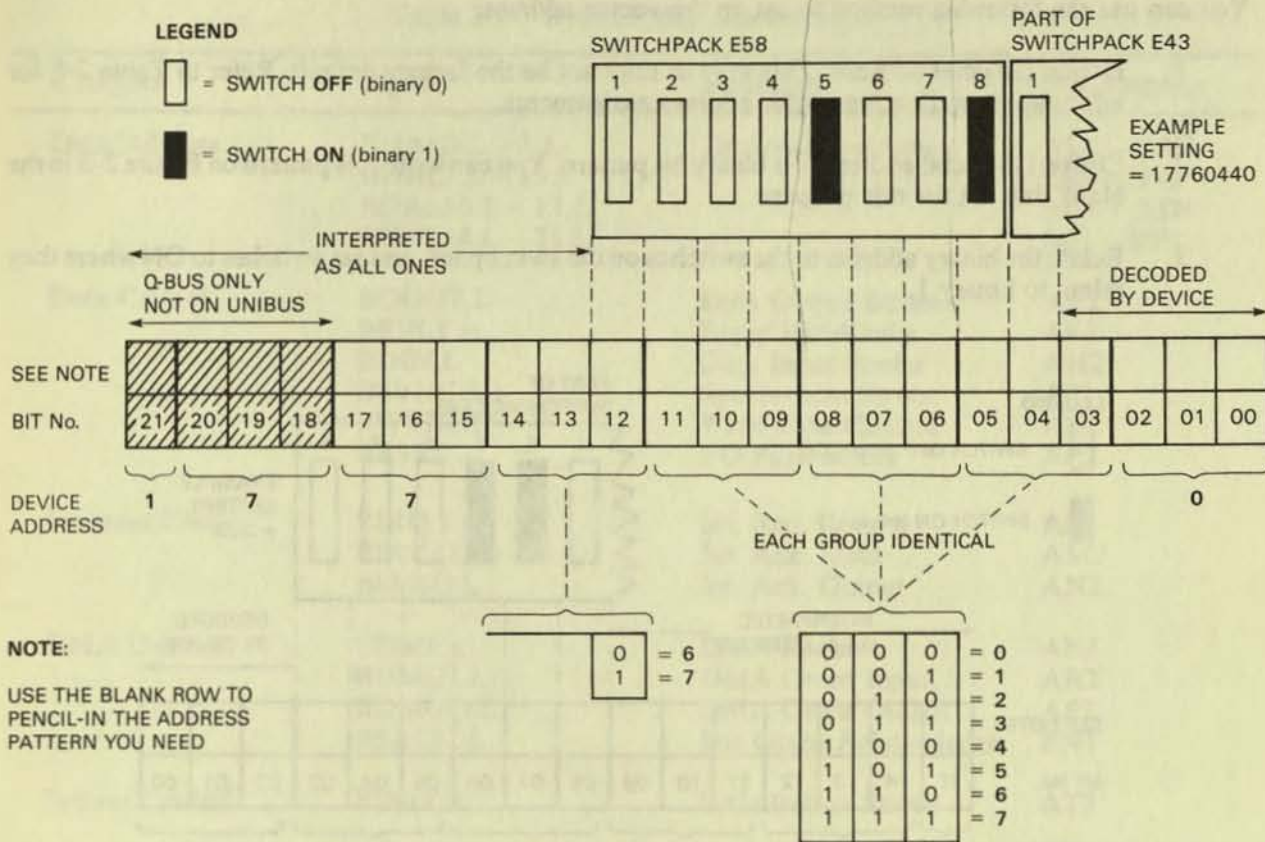 LEGEND
= SWITCH OFF (binary 0)
= SWITCH ON (binary 1)
SWITCHPACK E58
1 2 3 4 5 6 7 8
PART OF
SWITCHPACK E43
1
EXAMPLE
SETTING
= 17760440
INTERPRETED
AS ALL ONES
Q-BUS ONLY
NOT ON UNIBUS
DECODED
BY DEVICE
SEE NOTE
BIT No. 21 20 19 18 17 16 15 14 13 12 11 10 09 08 07 06 05 04 03 02 01 00
DEVICE
ADDRESS
1 7 7 0
EACH GROUP IDENTICAL
0 = 6
1 = 7
0 0 0 = 0
0 0 1 = 1
0 1 0 = 2
0 1 1 = 3
1 0 0 = 4
1 0 1 = 5
1 1 0 = 6
1 1 1 = 7
NOTE:
USE THE BLANK ROW TO
PENCIL-IN THE ADDRESS
PATTERN YOU NEED